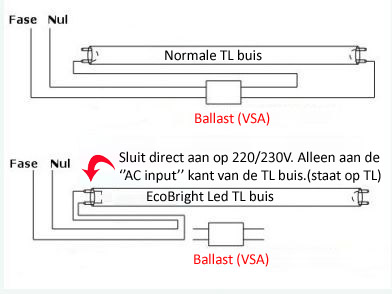 Fase Nul
Normale TL buis
Ballast (VSA)
Sluit direct aan op 220/230V. Alleen aan de
‘’AC input’’ kant van de TL buis.(staat op TL)
Fase Nul
EcoBright Led TL buis
Ballast (VSA)